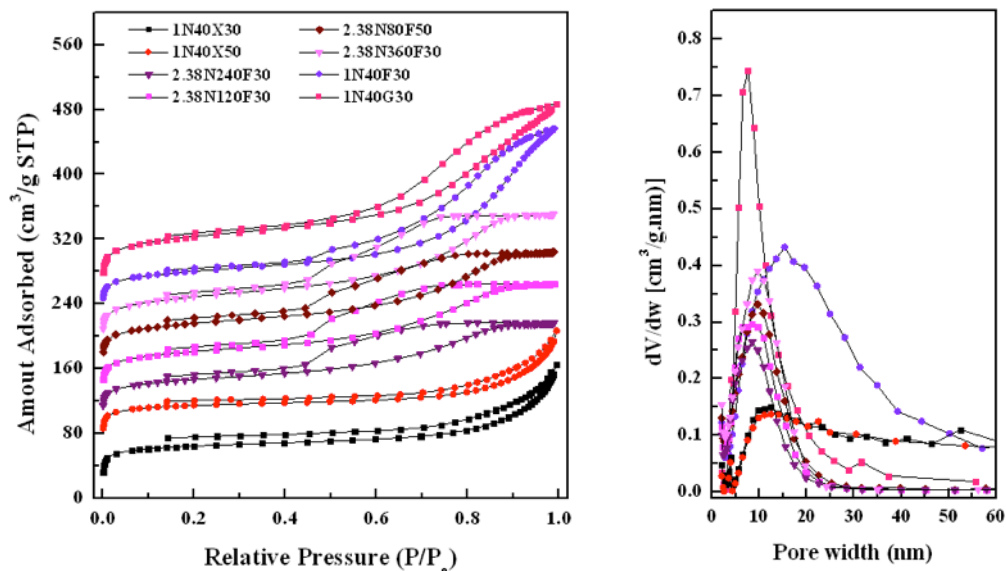 560
480
400
320
240
160
80
0
Amout Adsorbed (cm³/g STP)
1N40X30
1N40X50
2.38N240F30
2.38N120F30
2.38N80F50
2.38N360F30
1N40F30
1N40G30
0.0 0.2 0.4 0.6 0.8 1.0
Relative Pressure (P/Pₒ)
0.8
0.7
0.6
0.5
0.4
0.3
0.2
0.1
0.0
dV/dw [cm³/g.nm)]
0 10 20 30 40 50 60
Pore width (nm)